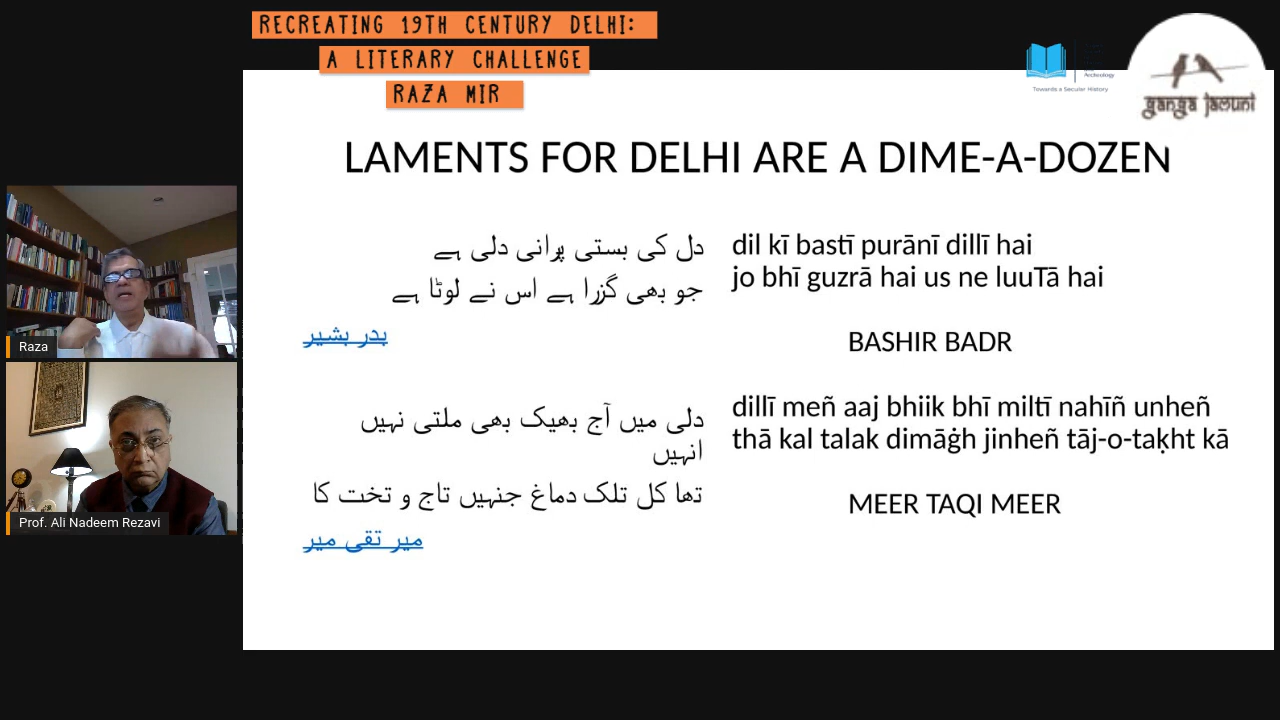 RECREATING 19TH CENTURY DELHI:
A LITERARY CHALLENGE
RAZA MIR
Archeology
Towards a Secular History
ganga jamuni
LAMENTS FOR DELHI ARE A DIME-A-DOZEN
دل کی بستی پرانی دلی ہے
جو بھی گزرا ہے اس نے لوٹا ہے
بدر بشیر
دلی میں آج بھیک بھی ملتی نہیں
انہیں
تھا کل تلک دماغ جنہیں تاج و تخت کا
میر تقی میر
dil kī bastī purānī dillī hai
jo bhī guzrā hai us ne luuTā hai
BASHIR BADR
dillī meñ aaj bhiik bhī miltī nahīñ unheñ
thā kal talak dimāġh jinheñ tāj-o-taḳht kā
MEER TAQI MEER
Raza
Prof. Ali Nadeem Rezavi